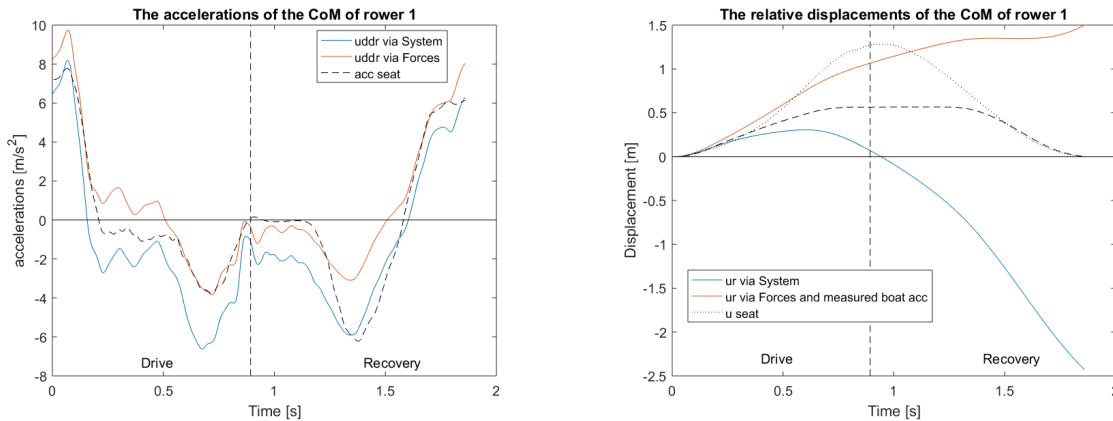 The accelerations of the CoM of rower 1
accelerations [m/s²]
10
8
6
4
2
0
-2
-4
-6
-8
uddr via System
uddr via Forces
acc seat
Drive
Recovery
0
0.5
1
1.5
2
Time [s]
The relative displacements of the CoM of rower 1
Displacement [m]
1.5
1
0.5
0
-0.5
-1
-1.5
-2
-2.5
ur via System
ur via Forces and measured boat acc
u seat
Drive
Recovery
0
0.5
1
1.5
2
Time [s]